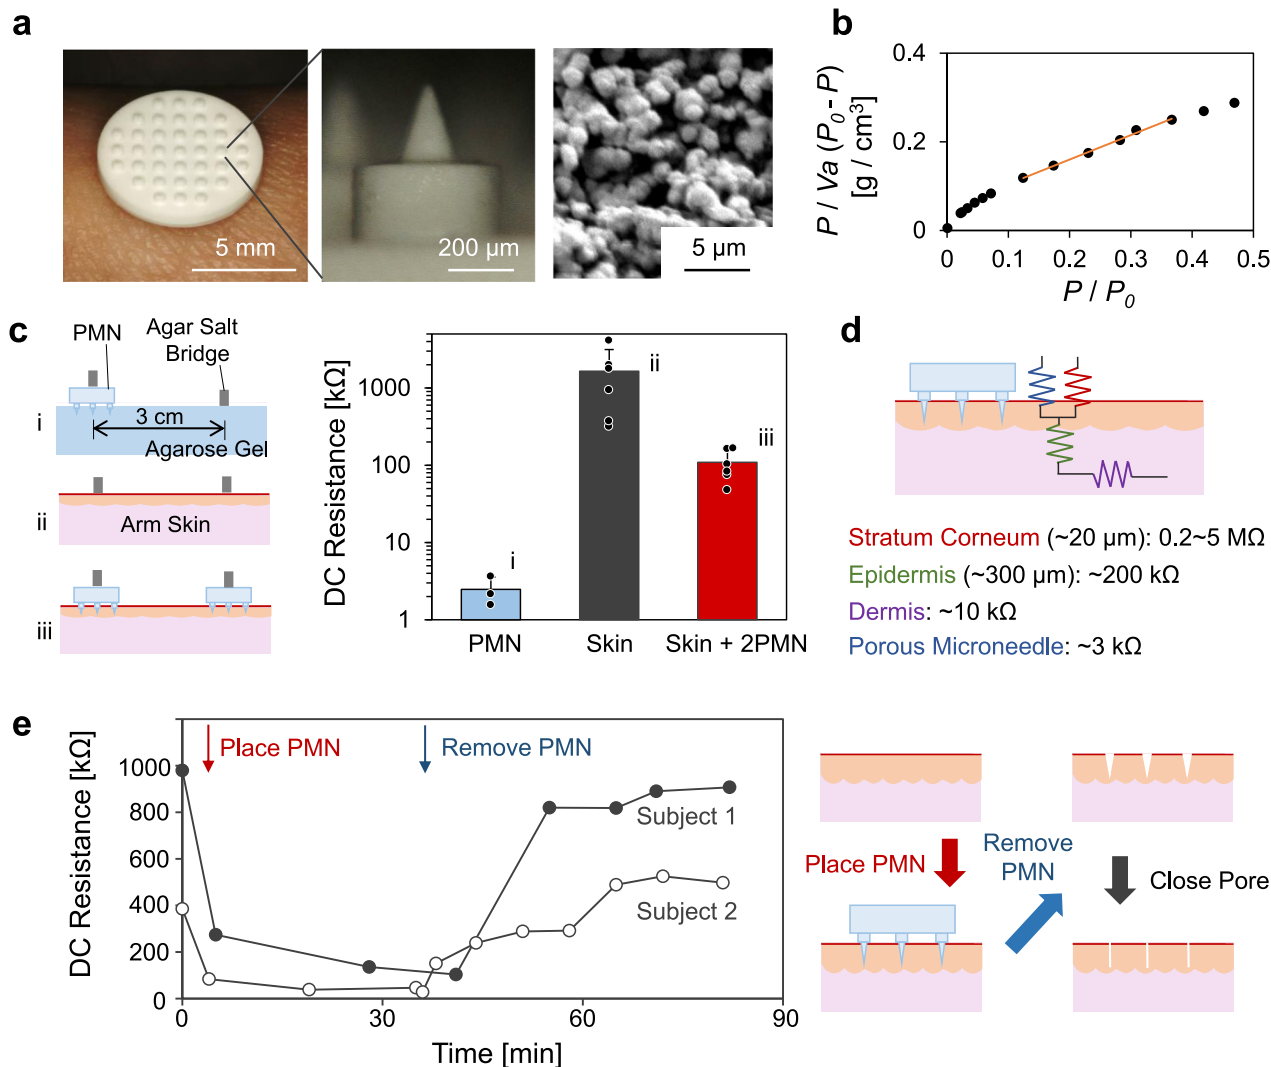 a
5 mm
200 μm
5 μm
b
P / Va (P0 - P)
[g / cm3]
0.4
0.2
0
0 0.1 0.2 0.3 0.4 0.5
P / P0
c
PMN
Agar Salt
Bridge
i
3 cm
Agarose Gel
ii
Arm Skin
iii
DC Resistance [kΩ]
1000
100
10
1
i
ii
iii
PMN Skin Skin + 2PMN
d
Stratum Corneum (~20 μm): 0.2~5 MΩ
Epidermis (~300 μm): ~200 kΩ
Dermis: ~10 kΩ
Porous Microneedle: ~3 kΩ
e
DC Resistance [kΩ]
1000
800
600
400
200
0
Place PMN
Remove PMN
Subject 1
Subject 2
0 30 60 90
Time [min]
Place PMN
Remove
PMN
Close Pore